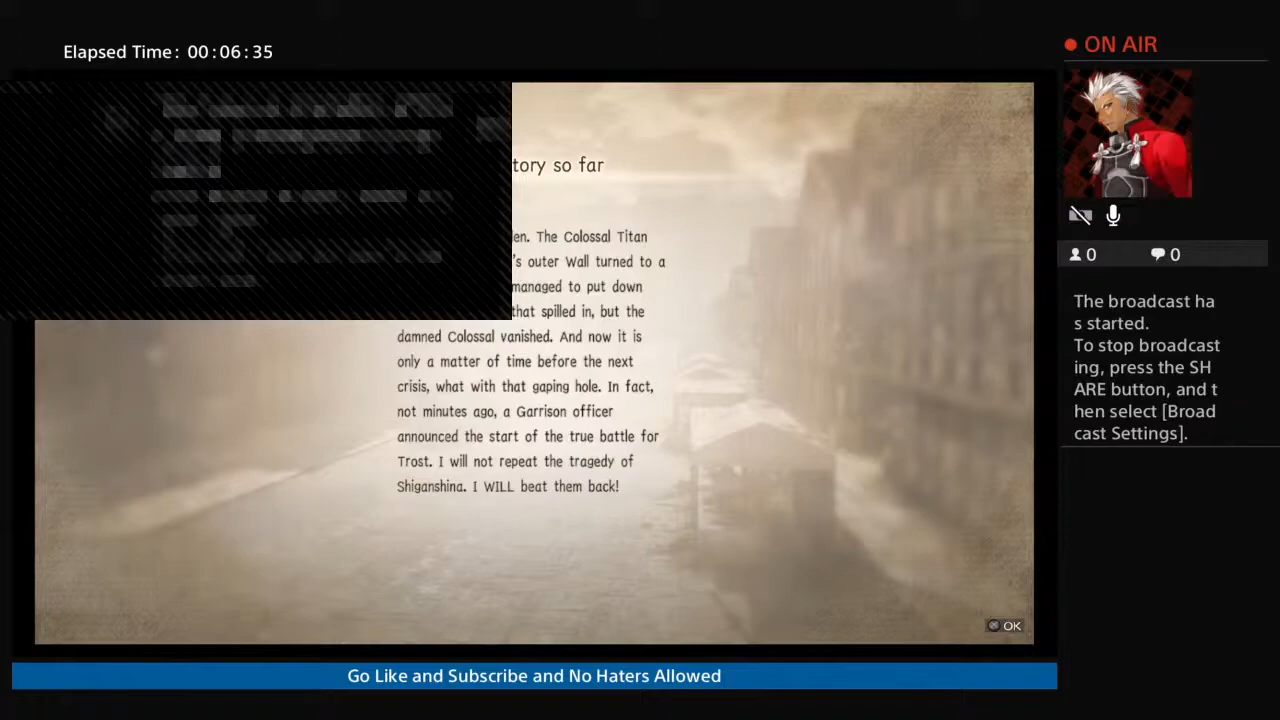 Elapsed Time: 00:06:35
ON AIR
tory so far
en. The Colossal Titan
's outer Wall turned to a
managed to put down
that spilled in, but the
damned Colossal vanished. And now it is
only a matter of time before the next
crisis, what with that gaping hole. In fact,
not minutes ago, a Garrison officer
announced the start of the true battle for
Trost. I will not repeat the tragedy of
Shiganshina. I WILL beat them back!
OK
0
0
The broadcast ha
s started.
To stop broadcast
ing, press the SH
ARE button, and t
hen select [Broad
cast Settings].
Go Like and Subscribe and No Haters Allowed